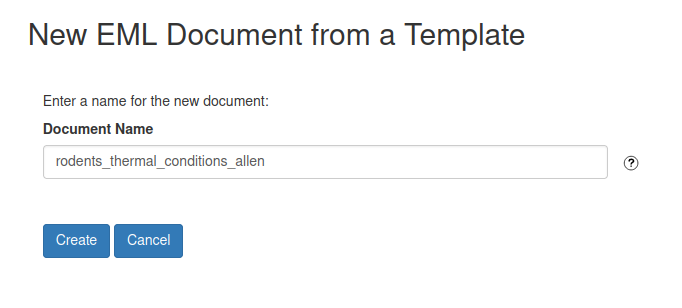 New EML Document from a Template
Enter a name for the new document:
Document Name
rodents_thermal_conditions_allen
?
Create Cancel